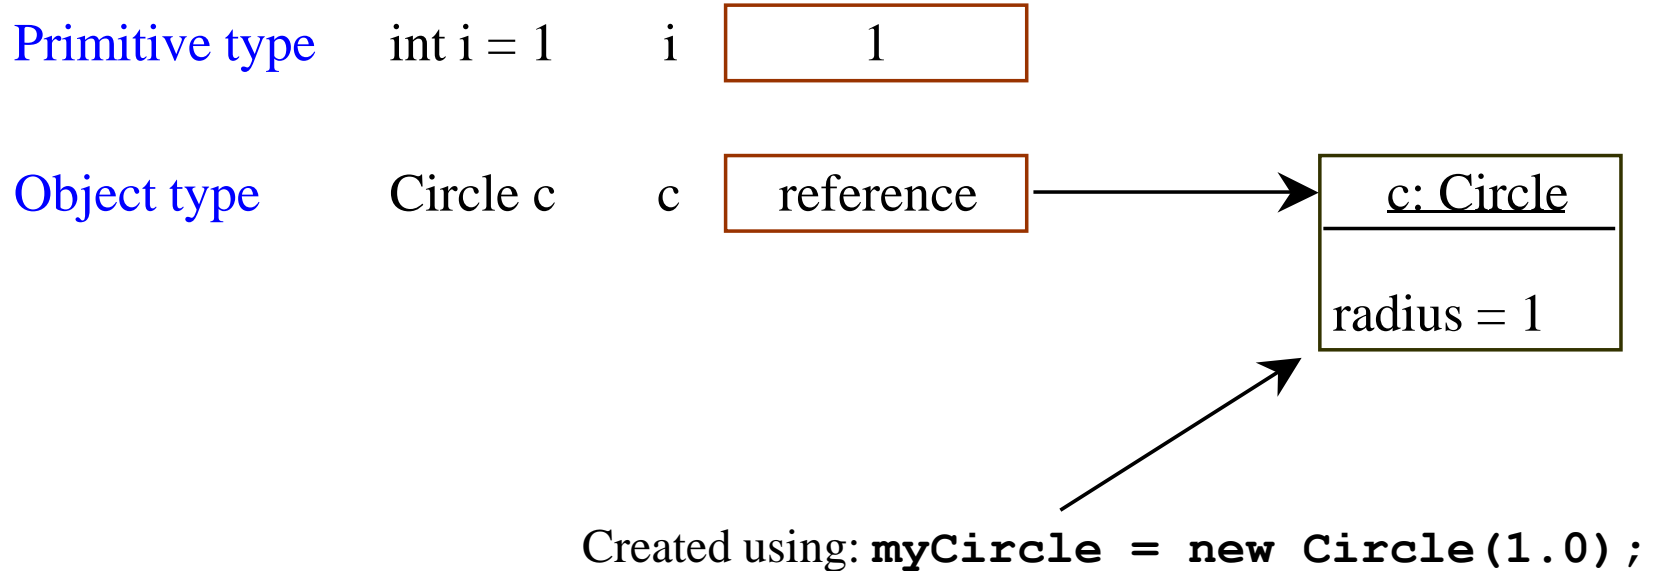 Primitive type int i = 1 i 1
Object type Circle c c reference c: Circle
radius = 1
Created using: myCircle = new Circle(1.0);